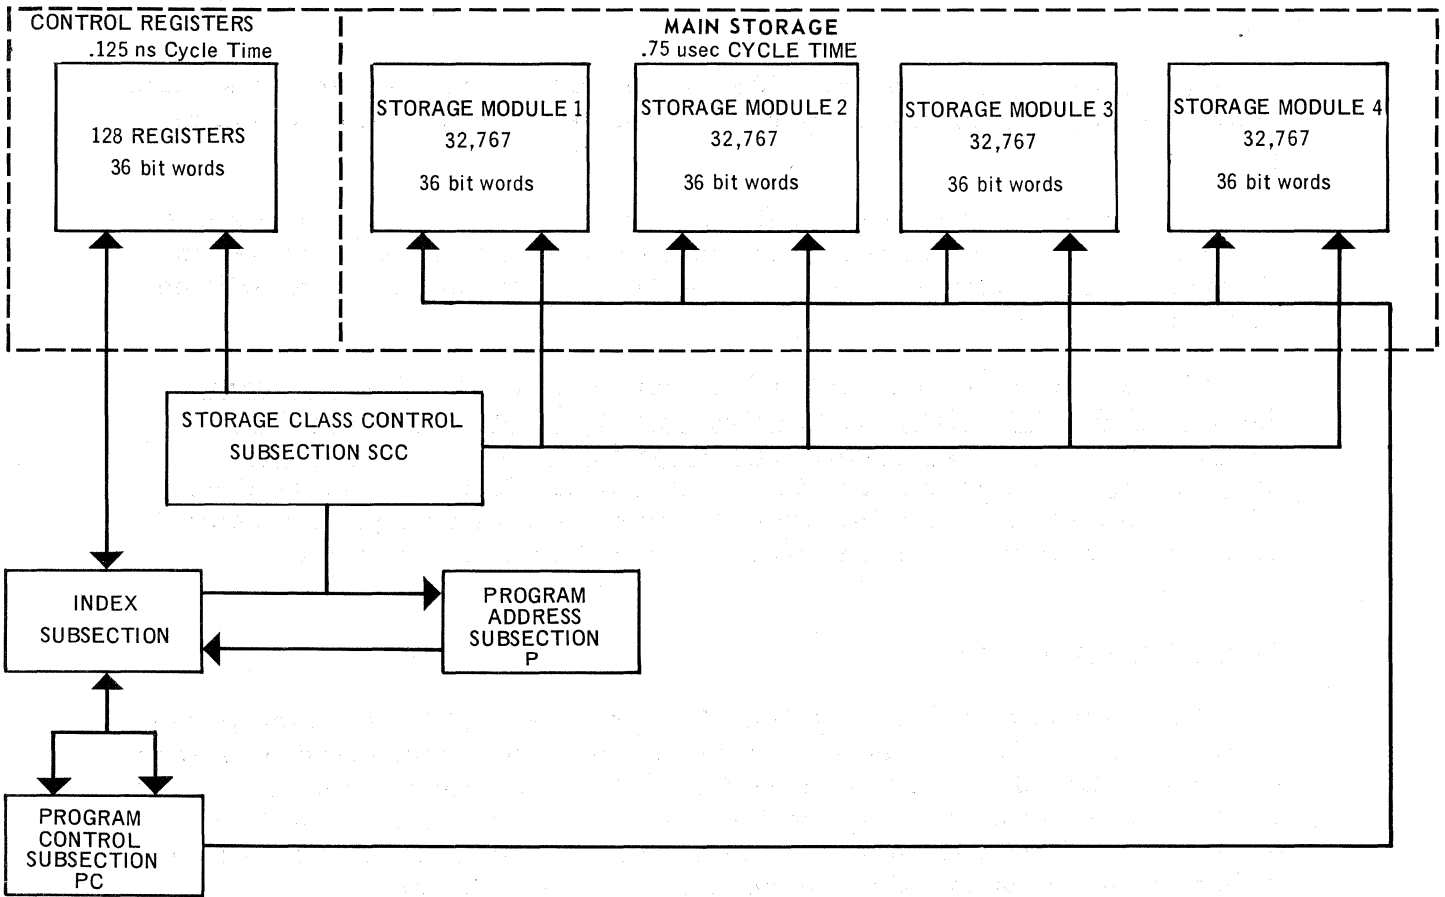 CONTROL REGISTERS
.125 ns Cycle Time
128 REGISTERS
36 bit words
MAIN STORAGE
.75 usec CYCLE TIME
STORAGE MODULE 1
32,767
36 bit words
STORAGE MODULE 2
32,767
36 bit words
STORAGE MODULE 3
32,767
36 bit words
STORAGE MODULE 4
32,767
36 bit words
STORAGE CLASS CONTROL
SUBSECTION SCC
INDEX
SUBSECTION
PROGRAM
ADDRESS
SUBSECTION
P
PROGRAM
CONTROL
SUBSECTION
PC